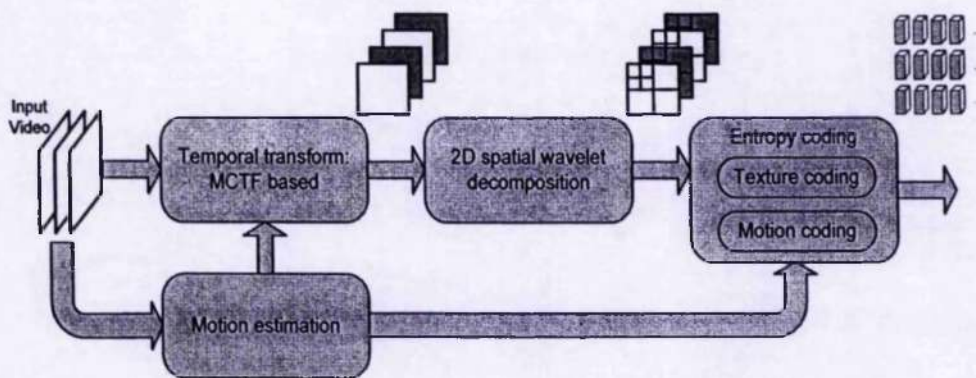 Input
Video
Temporal transform:
MCTF based
2D spatial wavelet
decomposition
Entropy coding
Texture coding
Motion coding
Motion estimation